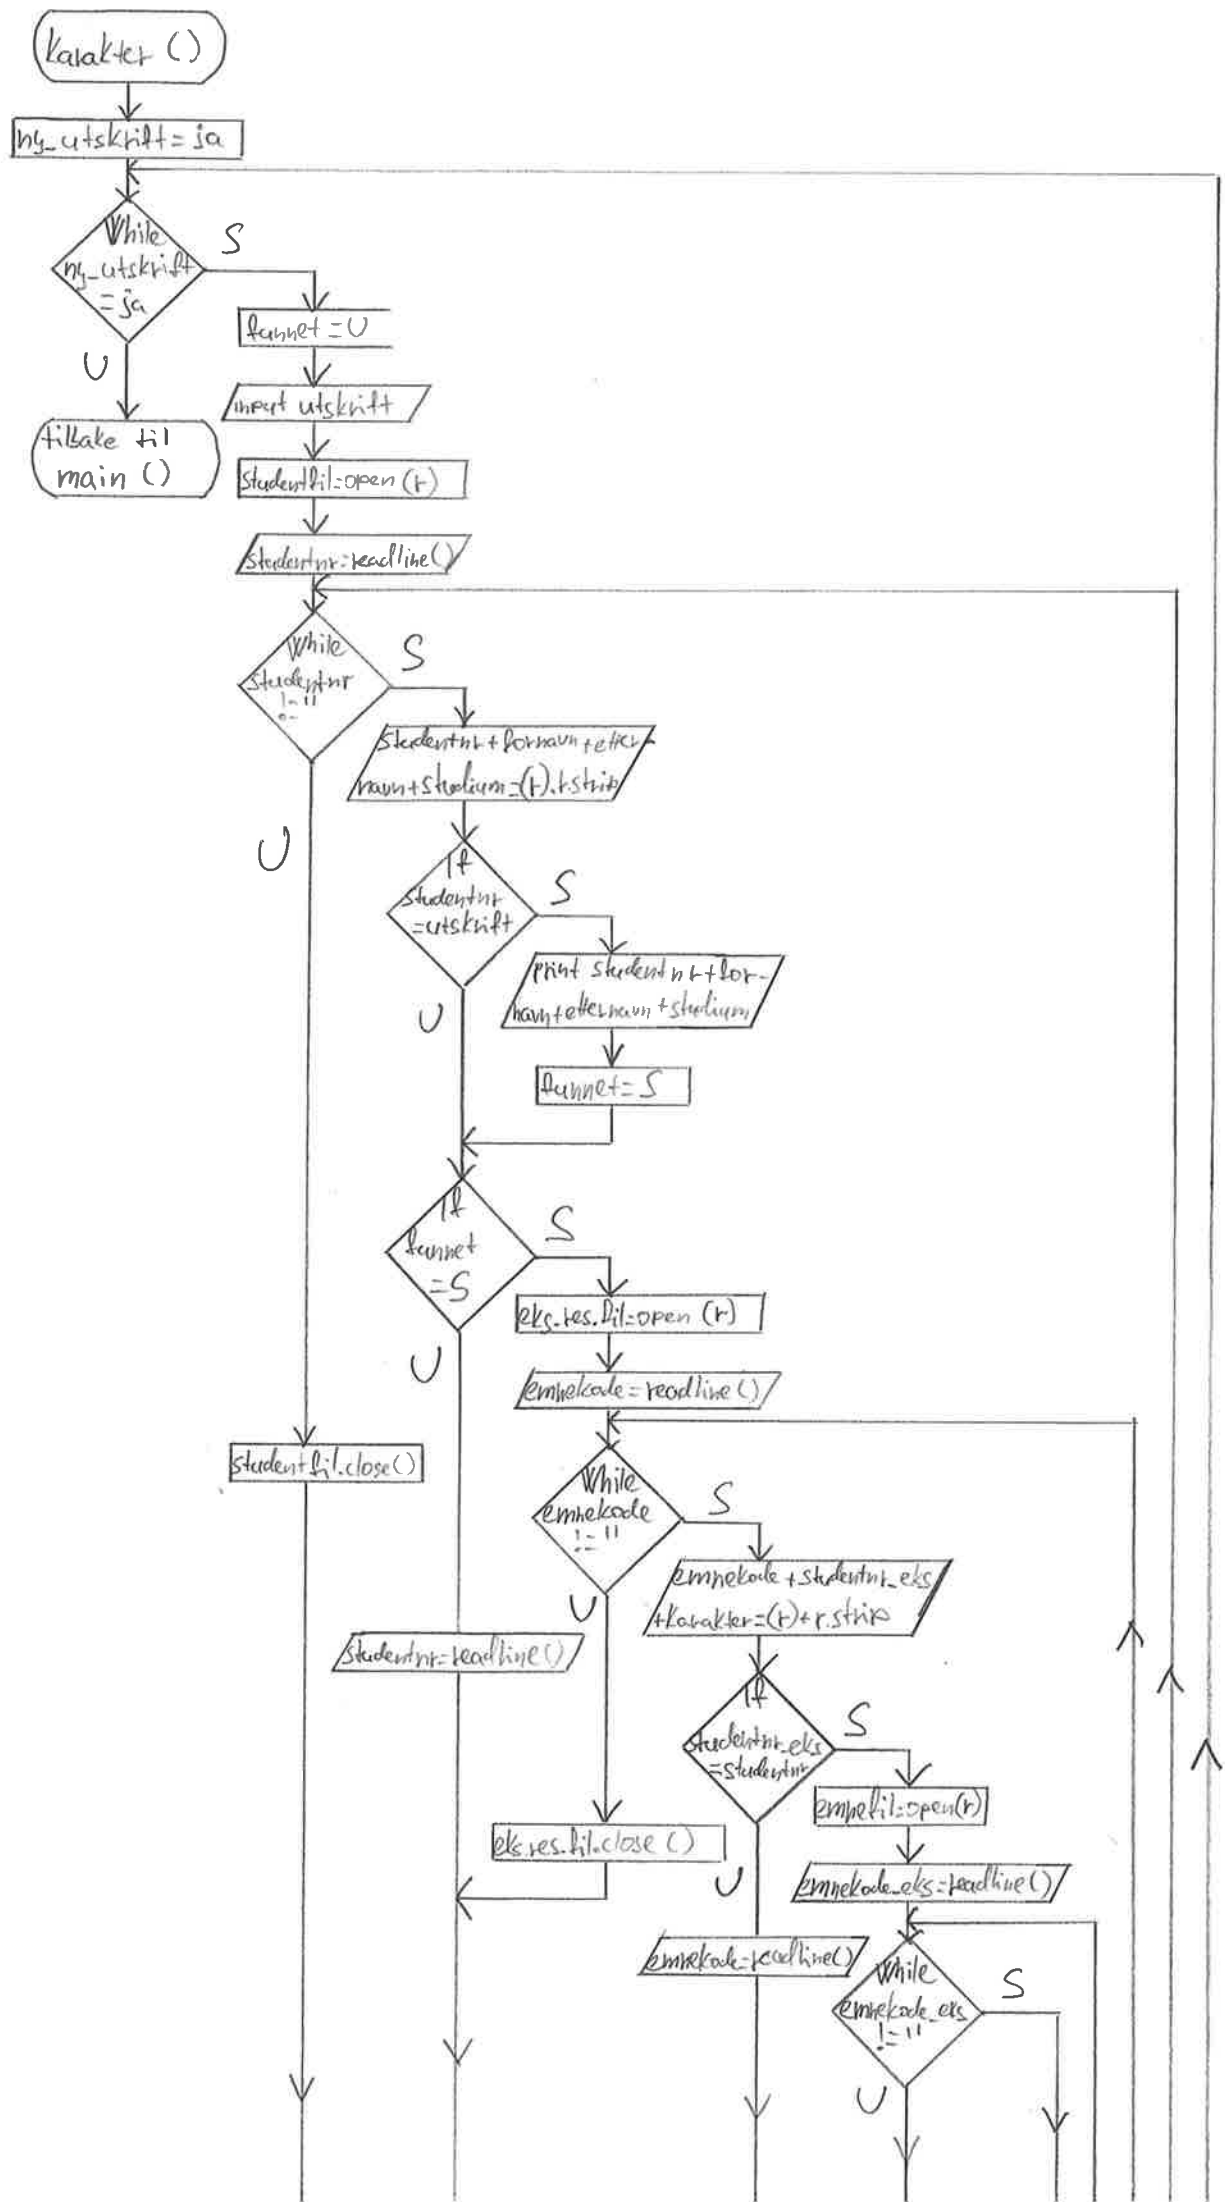 karakter ()
ny_utskrift = ja
While
ny_utskrift
= ja
S
U
tilbake til
main ()
funnet = U
input utskrift
studentfil=open (r)
studentnr=readline()
While
studentnr
!=''
S
U
studentnr+fornavn+etter-
navn+studium=(r).r.strip
If
studentnr
=utskrift
S
U
print studentnr+for-
navn+etternavn+studium
funnet=S
If
funnet
=S
S
U
eks.res.fil=open (r)
emnekode=readline()
studentfil.close()
While
emnekode
!=''
S
U
emnekode+studentnr_eks
+karakter=(r)+r.strip
studentnr=readline()
If
studentnr_eks
=studentnr
S
U
emnefil=open(r)
eks.res.fil.close ()
emnekode_eks=readline()
emnekode=readline()
While
emnekode_eks
!=''
S
U